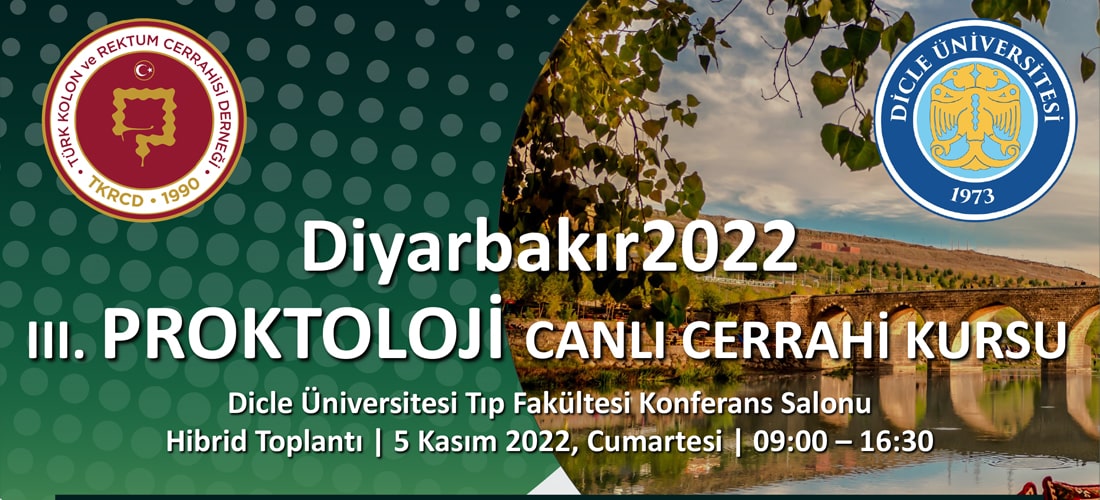 TÜRK KOLON ve REKTUM CERRAHİSİ DERNEĞİ
TKRCD • 1990
DİCLE ÜNİVERSİTESİ
1973
Diyarbakır2022
III. PROKTOLOJİ CANLI CERRAHİ KURSU
Dicle Üniversitesi Tıp Fakültesi Konferans Salonu
Hibrid Toplantı | 5 Kasım 2022, Cumartesi | 09:00 – 16:30